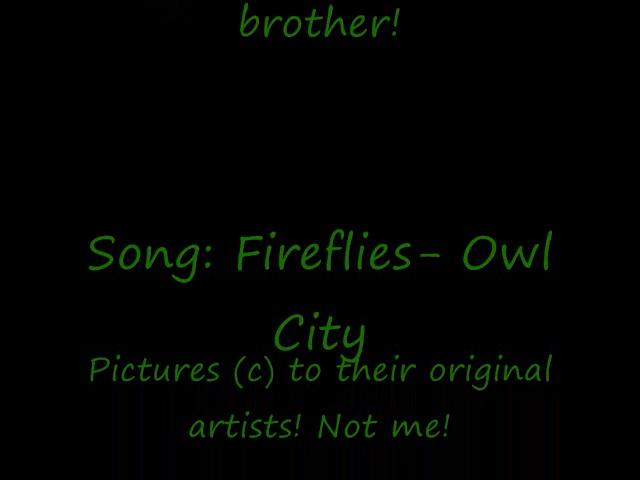 brother!
Song: Fireflies- Owl
City
Pictures (c) to their original
artists! Not me!